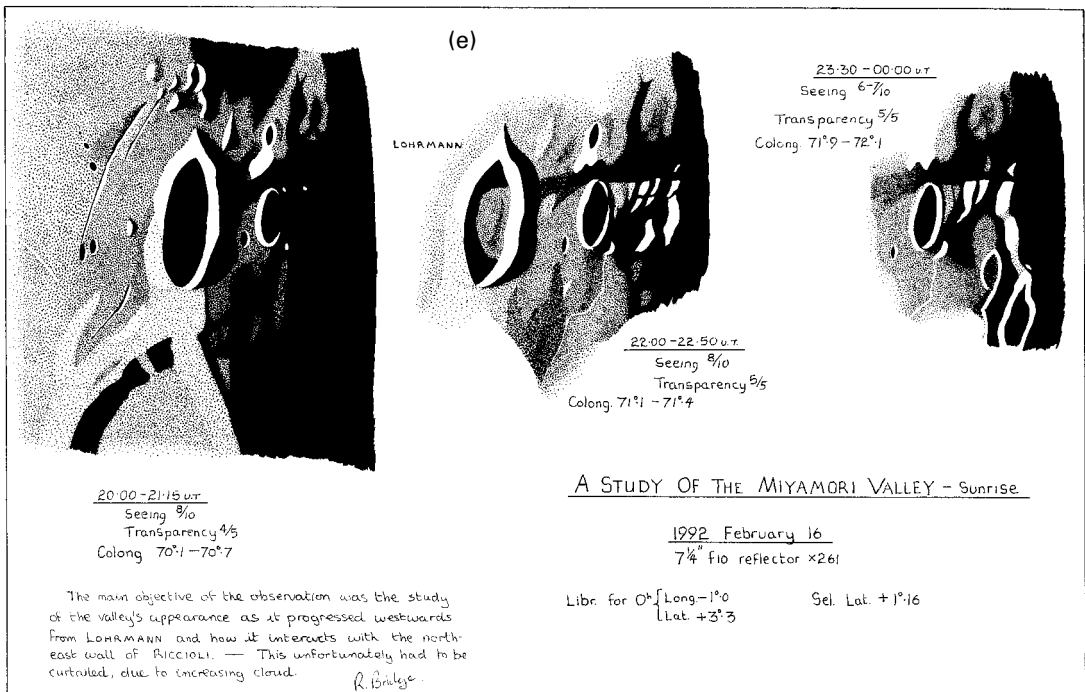 (e)
23·30 – 00·00 U.T
Seeing 6-7/10
Transparency 5/5
Colong. 71°·9 – 72°·1
LOHRMANN
22·00 – 22·50 U.T.
Seeing 8/10
Transparency 5/5
Colong. 71°·1 – 71°·4
20·00 – 21·15 U.T
Seeing 8/10
Transparency 4/5
Colong 70°·1 – 70°·7
A STUDY OF THE MIYAMORI VALLEY – Sunrise
1992 February 16
7¼" f10 reflector ×261
Libr. for 0ʰ { Long. –1°·0 Sel. Lat. +1°·16
Lat. +3°·3
The main objective of the observation was the study
of the valley's appearance as it progressed westwards
from LOHRMANN and how it interacts with the north-
east wall of RICCIOLI. — This unfortunately had to be
curtailed, due to increasing cloud.
R. Bridge.